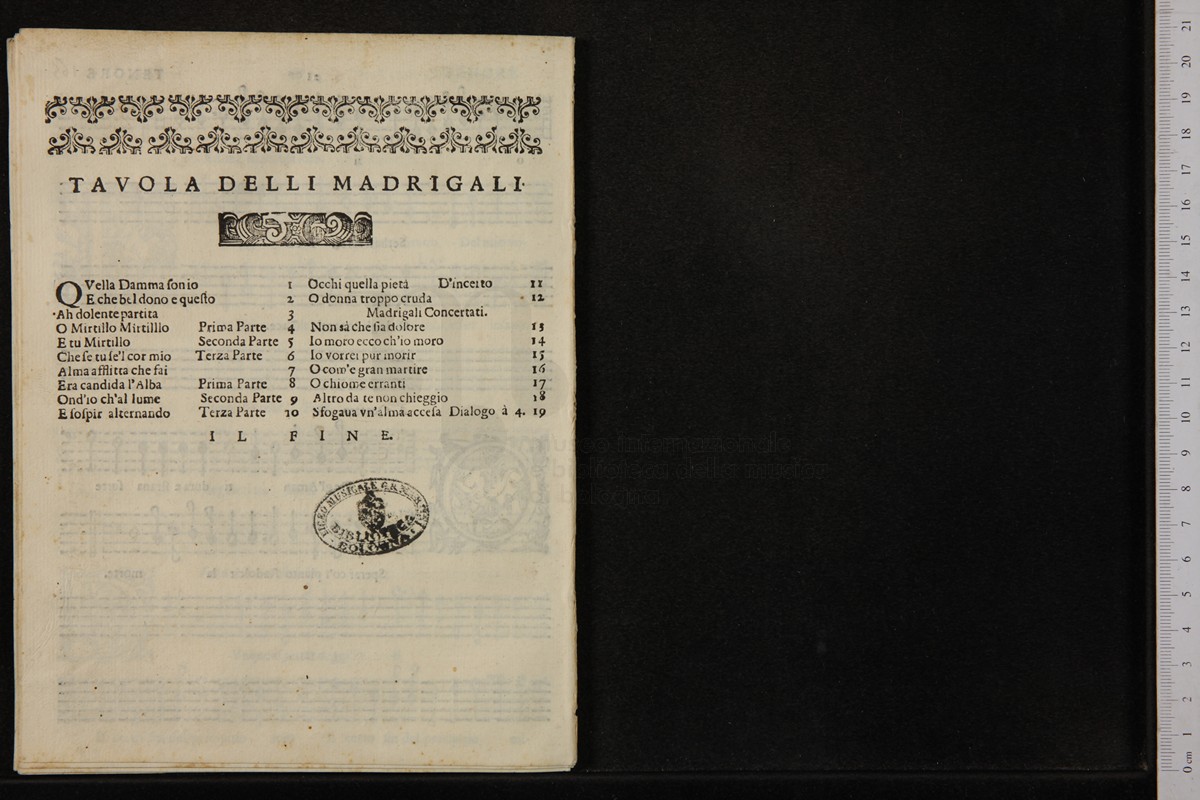 TAVOLA DELLI MADRIGALI
QVella Damma ſon io 1
E che bel dono e queſto 2
Ah dolente partita 3
O Mirtillo Mirtilllo Prima Parte 4
E tu Mirtillo Seconda Parte 5
Che ſe tu ſe'l cor mio Terza Parte 6
Alma afflitta che fai 7
Era candida l'Alba Prima Parte 8
Ond'io ch'al lume Seconda Parte 9
E ſoſpir alternando Terza Parte 10
Occhi quella pietà D'incerto 11
O donna troppo cruda 12
Madrigali Concertati.
Non sà che ſia dolore 13
Io moro ecco ch'io moro 14
Io vorrei pur morir 15
O com'e gran martire 16
O chiome erranti 17
Altro da te non chieggio 18
Sfogaua vn'alma acceſa Dialogo à 4. 19
IL FINE.
LICEO MUSICALE
BIBLIOTECA
BOLOGNA